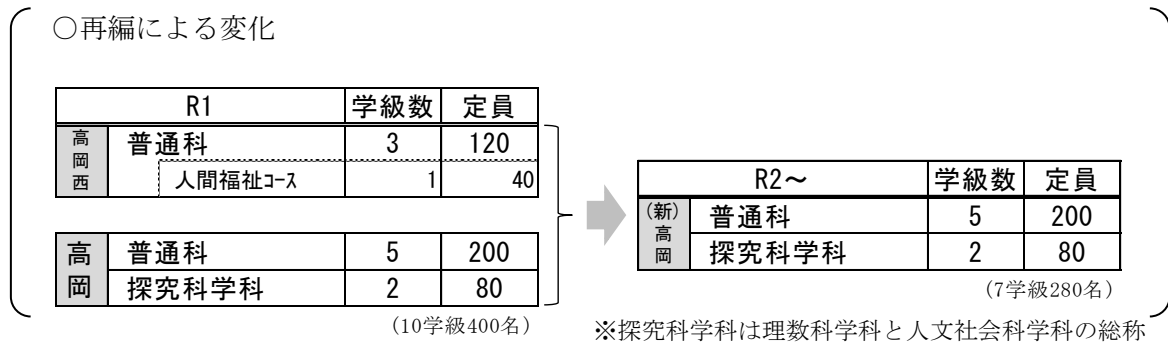 ○再編による変化
R1 学級数 定員
高岡西 普通科 3 120
人間福祉コース 1 40
高岡 普通科 5 200
探究科学科 2 80
(10学級400名)
R2～ 学級数 定員
(新)高岡 普通科 5 200
探究科学科 2 80
(7学級280名)
※探究科学科は理数科学科と人文社会科学科の総称